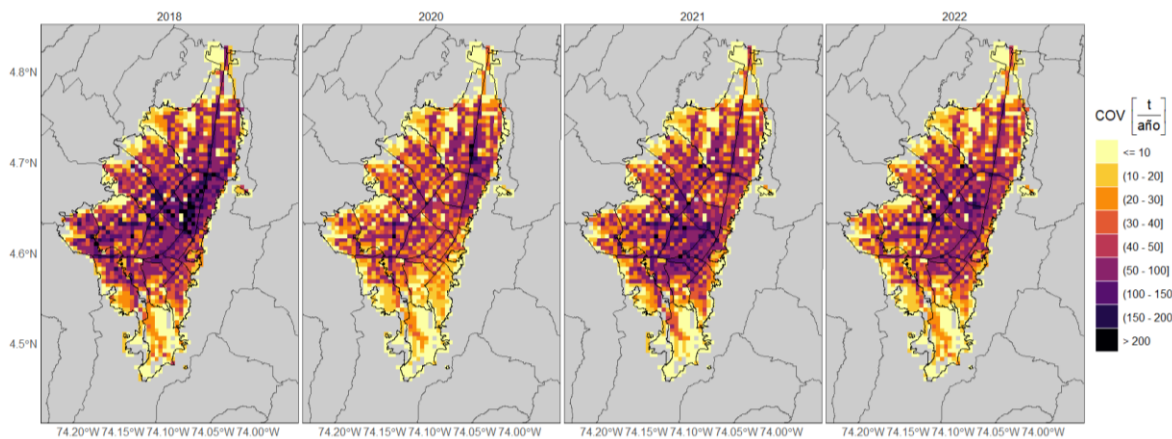 2018 2020 2021 2022
4.8°N
4.7°N
4.6°N
4.5°N
74.20°W 74.15°W 74.10°W 74.05°W 74.00°W 74.20°W 74.15°W 74.10°W 74.05°W 74.00°W 74.20°W 74.15°W 74.10°W 74.05°W 74.00°W 74.20°W 74.15°W 74.10°W 74.05°W 74.00°W
COV [t/año]
<= 10
(10 - 20]
(20 - 30]
(30 - 40]
(40 - 50]
(50 - 100]
(100 - 150
(150 - 200
> 200